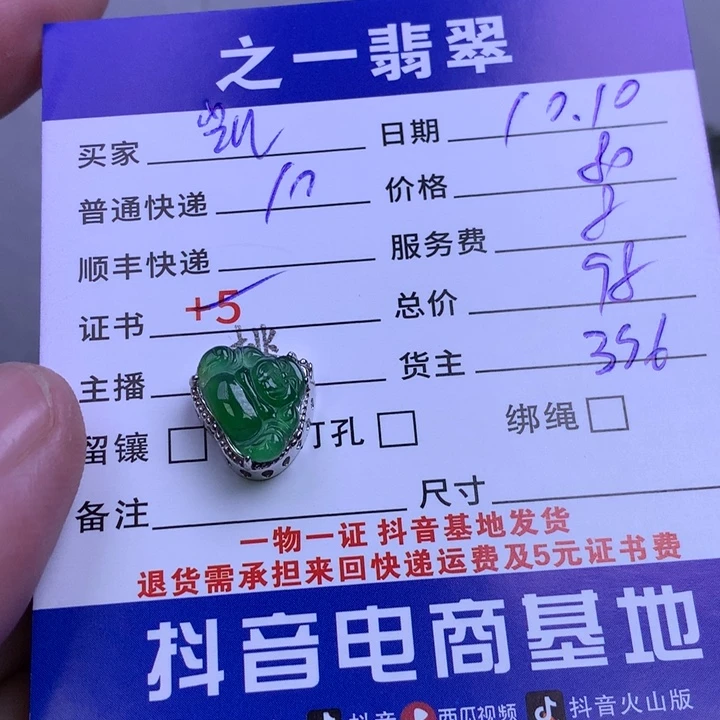 之一翡翠
买家 凯 日期 10.10
普通快递 10 价格 80
顺丰快递 服务费 8
证书 +5 总价 98
主播 货主 356
留镶 打孔 绑绳
备注 尺寸
一物一证 抖音基地发货
退货需承担来回快递运费及5元证书费
抖音电商基地
抖音 西瓜视频 抖音火山版